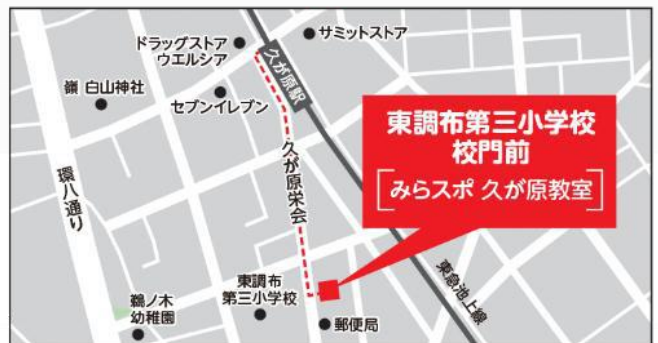 ドラッグストア
ウエルシア
サミットストア
久が原駅
嶺 白山神社
セブンイレブン
東調布第三小学校
校門前
[みらスポ 久が原教室]
久が原栄会
環八通り
東急池上線
東調布
第三小学校
鵜ノ木
幼稚園
郵便局